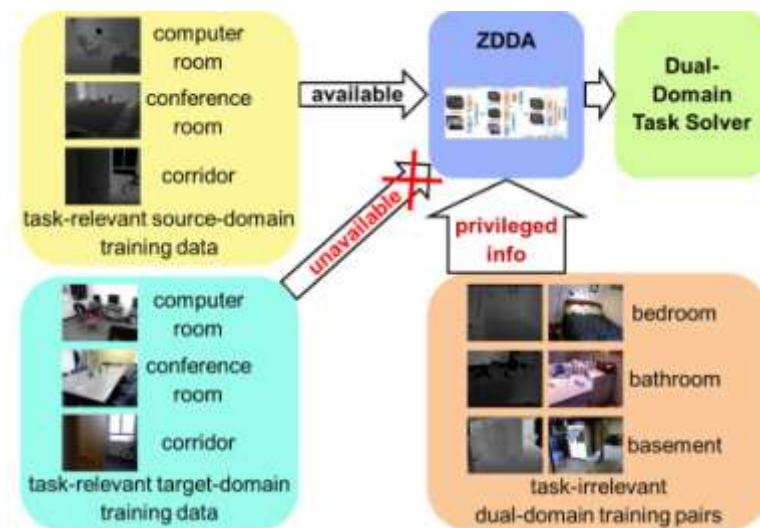 computer
room
conference
room
corridor
task-relevant source-domain
training data
available
ZDDA
Dual-
Domain
Task Solver
unavailable
privileged
info
computer
room
conference
room
corridor
task-relevant target-domain
training data
bedroom
bathroom
basement
task-irrelevant
dual-domain training pairs